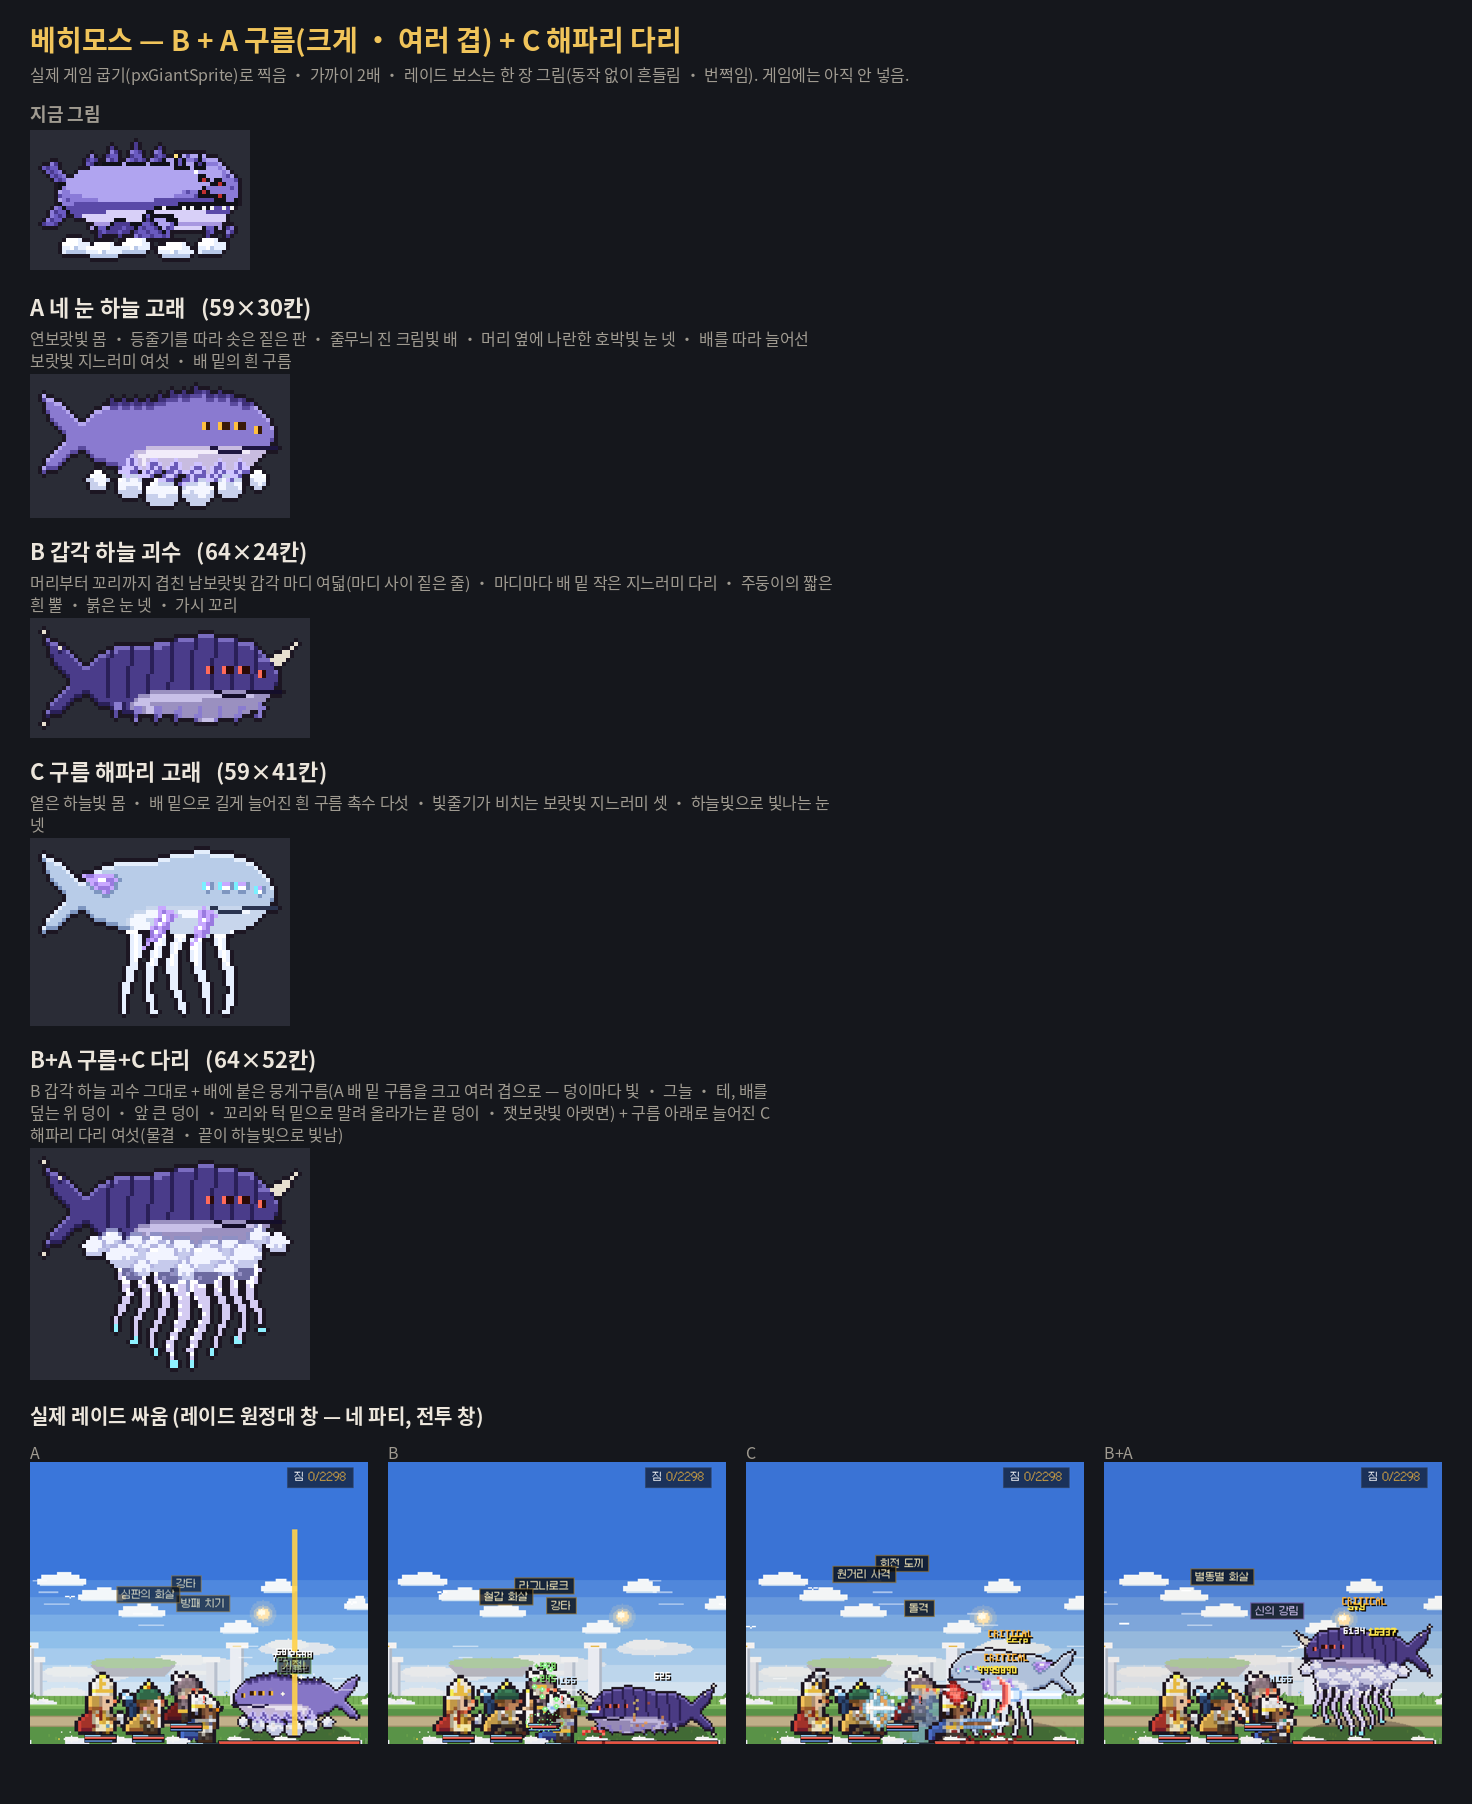 베히모스 — B + A 구름(크게 · 여러 겹) + C 해파리 다리
실제 게임 굽기(pxGiantSprite)로 찍음 · 가까이 2배 · 레이드 보스는 한 장 그림(동작 없이 흔들림 · 번쩍임). 게임에는 아직 안 넣음.
지금 그림
A 네 눈 하늘 고래 (59×30칸)
연보랏빛 몸 · 등줄기를 따라 솟은 짙은 판 · 줄무늬 진 크림빛 배 · 머리 옆에 나란한 호박빛 눈 넷 · 배를 따라 늘어선
보랏빛 지느러미 여섯 · 배 밑의 흰 구름
B 갑각 하늘 괴수 (64×24칸)
머리부터 꼬리까지 겹친 남보랏빛 갑각 마디 여덟(마디 사이 짙은 줄) · 마디마다 배 밑 작은 지느러미 다리 · 주둥이의 짧은
흰 뿔 · 붉은 눈 넷 · 가시 꼬리
C 구름 해파리 고래 (59×41칸)
옅은 하늘빛 몸 · 배 밑으로 길게 늘어진 흰 구름 촉수 다섯 · 빛줄기가 비치는 보랏빛 지느러미 셋 · 하늘빛으로 빛나는 눈
넷
B+A 구름+C 다리 (64×52칸)
B 갑각 하늘 괴수 그대로 + 배에 붙은 뭉게구름(A 배 밑 구름을 크고 여러 겹으로 — 덩이마다 빛 · 그늘 · 테, 배를
덮는 위 덩이 · 앞 큰 덩이 · 꼬리와 턱 밑으로 말려 올라가는 끝 덩이 · 잿보랏빛 아랫면) + 구름 아래로 늘어진 C
해파리 다리 여섯(물결 · 끝이 하늘빛으로 빛남)
실제 레이드 싸움 (레이드 원정대 창 — 네 파티, 전투 창)
A
B
C
B+A
짐 0/2298
짐 0/2298
짐 0/2298
짐 0/2298
강타
심판의 화살
방패 치기
라그나로크
철갑 화살
강타
626
회전 도끼
원거리 사격
돌격
CRITICAL
CRITICAL
별똥별 화살
신의 강림
CRITICAL
6134